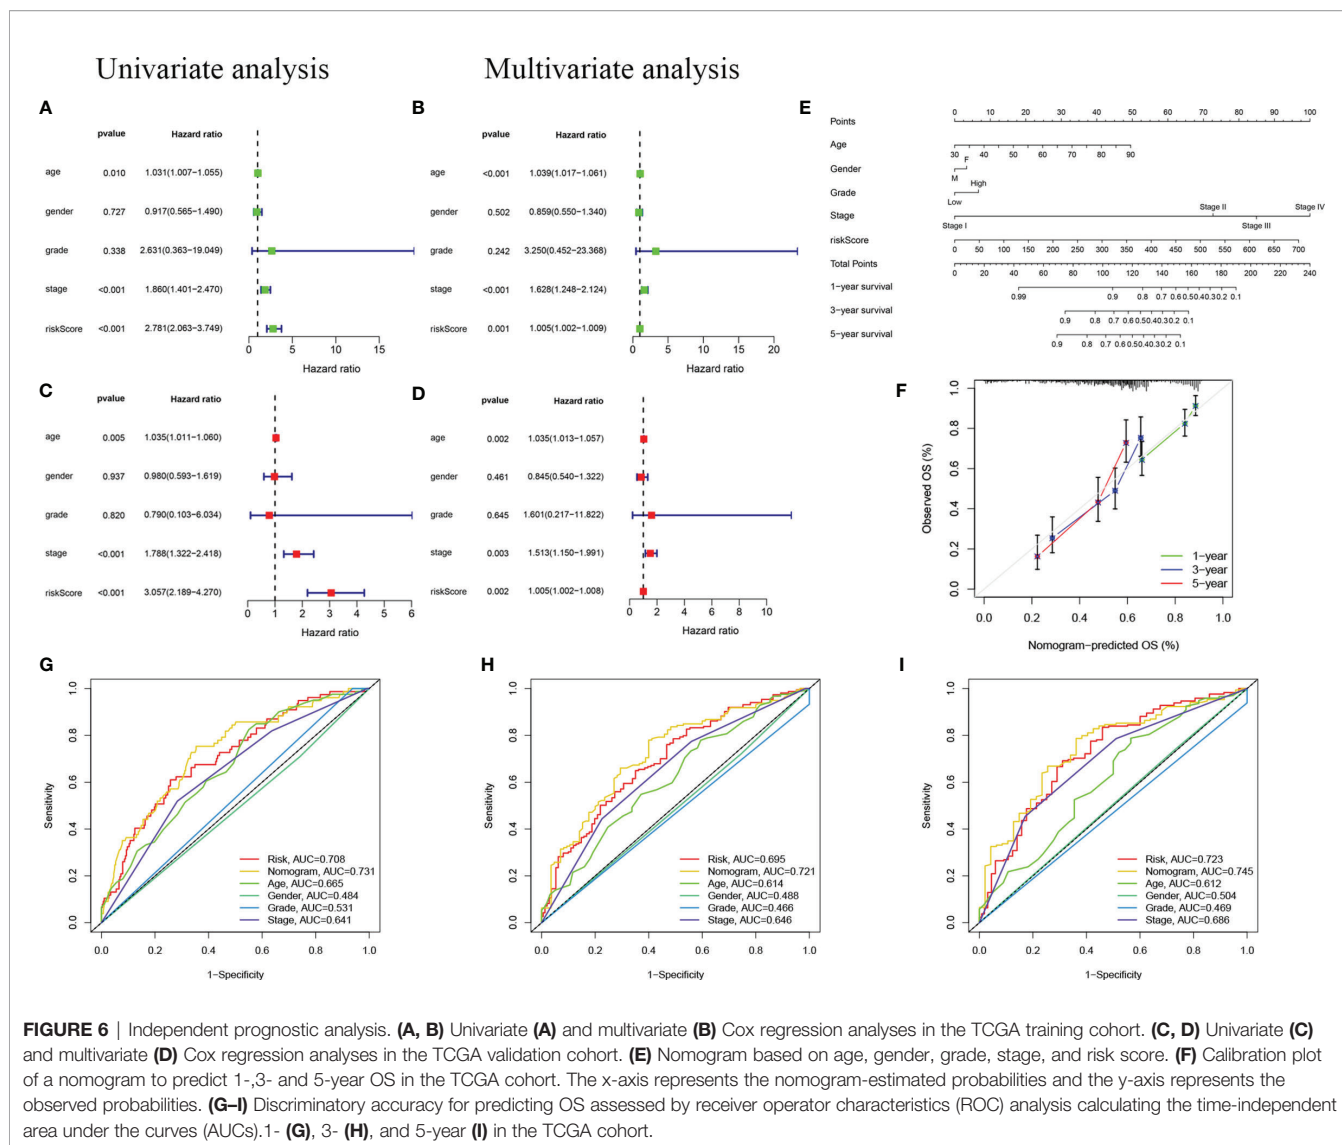 Univariate analysis
Multivariate analysis
A
pvalue Hazard ratio
age 0.010 1.031(1.007−1.055)
gender 0.727 0.917(0.565−1.490)
grade 0.338 2.631(0.363−19.049)
stage <0.001 1.860(1.401−2.470)
riskScore <0.001 2.781(2.063−3.749)
0 5 10 15
Hazard ratio
B
pvalue Hazard ratio
age <0.001 1.039(1.017−1.061)
gender 0.502 0.859(0.550−1.340)
grade 0.242 3.250(0.452−23.368)
stage <0.001 1.628(1.248−2.124)
riskScore 0.001 1.005(1.002−1.009)
0 5 10 15 20
Hazard ratio
E
Points 0 10 20 30 40 50 60 70 80 90 100
Age 30 40 45 50 55 60 65 70 75 80 90
Gender M F
Grade Low High
Stage Stage I Stage II Stage III Stage IV
riskScore 0 50 100 150 200 250 300 350 400 450 500 550 600 650 700
Total Points 0 20 40 60 80 100 120 140 160 180 200 220 240
1−year survival 0.99 0.9 0.8 0.7 0.6 0.5 0.4 0.3 0.2 0.1
3−year survival 0.9 0.8 0.7 0.6 0.5 0.4 0.3 0.2 0.1
5−year survival 0.9 0.8 0.7 0.6 0.5 0.4 0.3 0.2 0.1
C
pvalue Hazard ratio
age 0.005 1.035(1.011−1.060)
gender 0.937 0.980(0.593−1.619)
grade 0.820 0.790(0.103−6.034)
stage <0.001 1.788(1.322−2.418)
riskScore <0.001 3.057(2.189−4.270)
0 1 2 3 4 5 6
Hazard ratio
D
pvalue Hazard ratio
age 0.002 1.035(1.013−1.057)
gender 0.461 0.845(0.540−1.322)
grade 0.645 1.601(0.217−11.822)
stage 0.003 1.513(1.150−1.991)
riskScore 0.002 1.005(1.002−1.008)
0 2 4 6 8 10
Hazard ratio
F
Observed OS (%)
1.0
0.8
0.6
0.4
0.2
0.0
1−year
3−year
5−year
0.0 0.2 0.4 0.6 0.8 1.0
Nomogram−predicted OS (%)
G
Sensitivity
1.0
0.8
0.6
0.4
0.2
0.0
Risk, AUC=0.708
Nomogram, AUC=0.731
Age, AUC=0.665
Gender, AUC=0.484
Grade, AUC=0.531
Stage, AUC=0.641
0.0 0.2 0.4 0.6 0.8 1.0
1−Specificity
H
Sensitivity
1.0
0.8
0.6
0.4
0.2
0.0
Risk, AUC=0.695
Nomogram, AUC=0.721
Age, AUC=0.614
Gender, AUC=0.488
Grade, AUC=0.466
Stage, AUC=0.646
0.0 0.2 0.4 0.6 0.8 1.0
1−Specificity
I
Sensitivity
1.0
0.8
0.6
0.4
0.2
0.0
Risk, AUC=0.723
Nomogram, AUC=0.745
Age, AUC=0.612
Gender, AUC=0.504
Grade, AUC=0.469
Stage, AUC=0.686
0.0 0.2 0.4 0.6 0.8 1.0
1−Specificity
FIGURE 6 | Independent prognostic analysis. (A, B) Univariate (A) and multivariate (B) Cox regression analyses in the TCGA training cohort. (C, D) Univariate (C)
and multivariate (D) Cox regression analyses in the TCGA validation cohort. (E) Nomogram based on age, gender, grade, stage, and risk score. (F) Calibration plot
of a nomogram to predict 1-,3- and 5-year OS in the TCGA cohort. The x-axis represents the nomogram-estimated probabilities and the y-axis represents the
observed probabilities. (G–I) Discriminatory accuracy for predicting OS assessed by receiver operator characteristics (ROC) analysis calculating the time-independent
area under the curves (AUCs).1- (G), 3- (H), and 5-year (I) in the TCGA cohort.